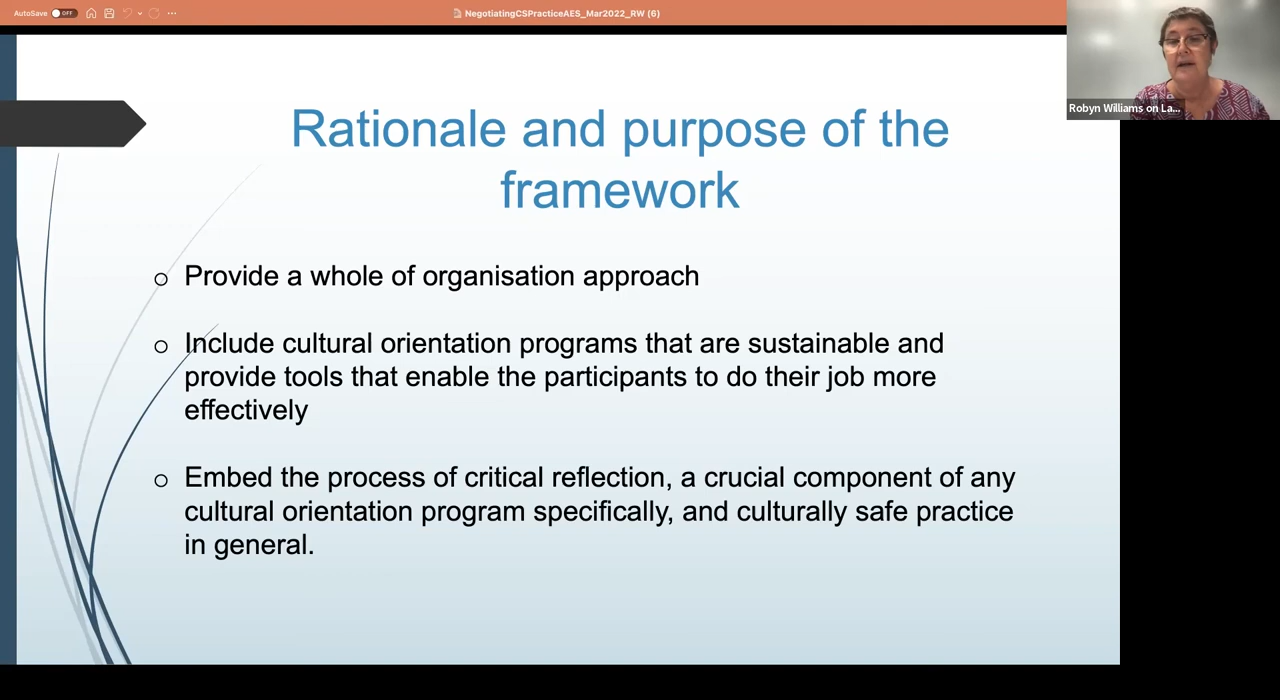 AutoSave OFF
NegotiatingCSPracticeAES_Mar2022_RW (6)
Robyn Williams on La...
Rationale and purpose of the
framework
Provide a whole of organisation approach
Include cultural orientation programs that are sustainable and
provide tools that enable the participants to do their job more
effectively
Embed the process of critical reflection, a crucial component of any
cultural orientation program specifically, and culturally safe practice
in general.